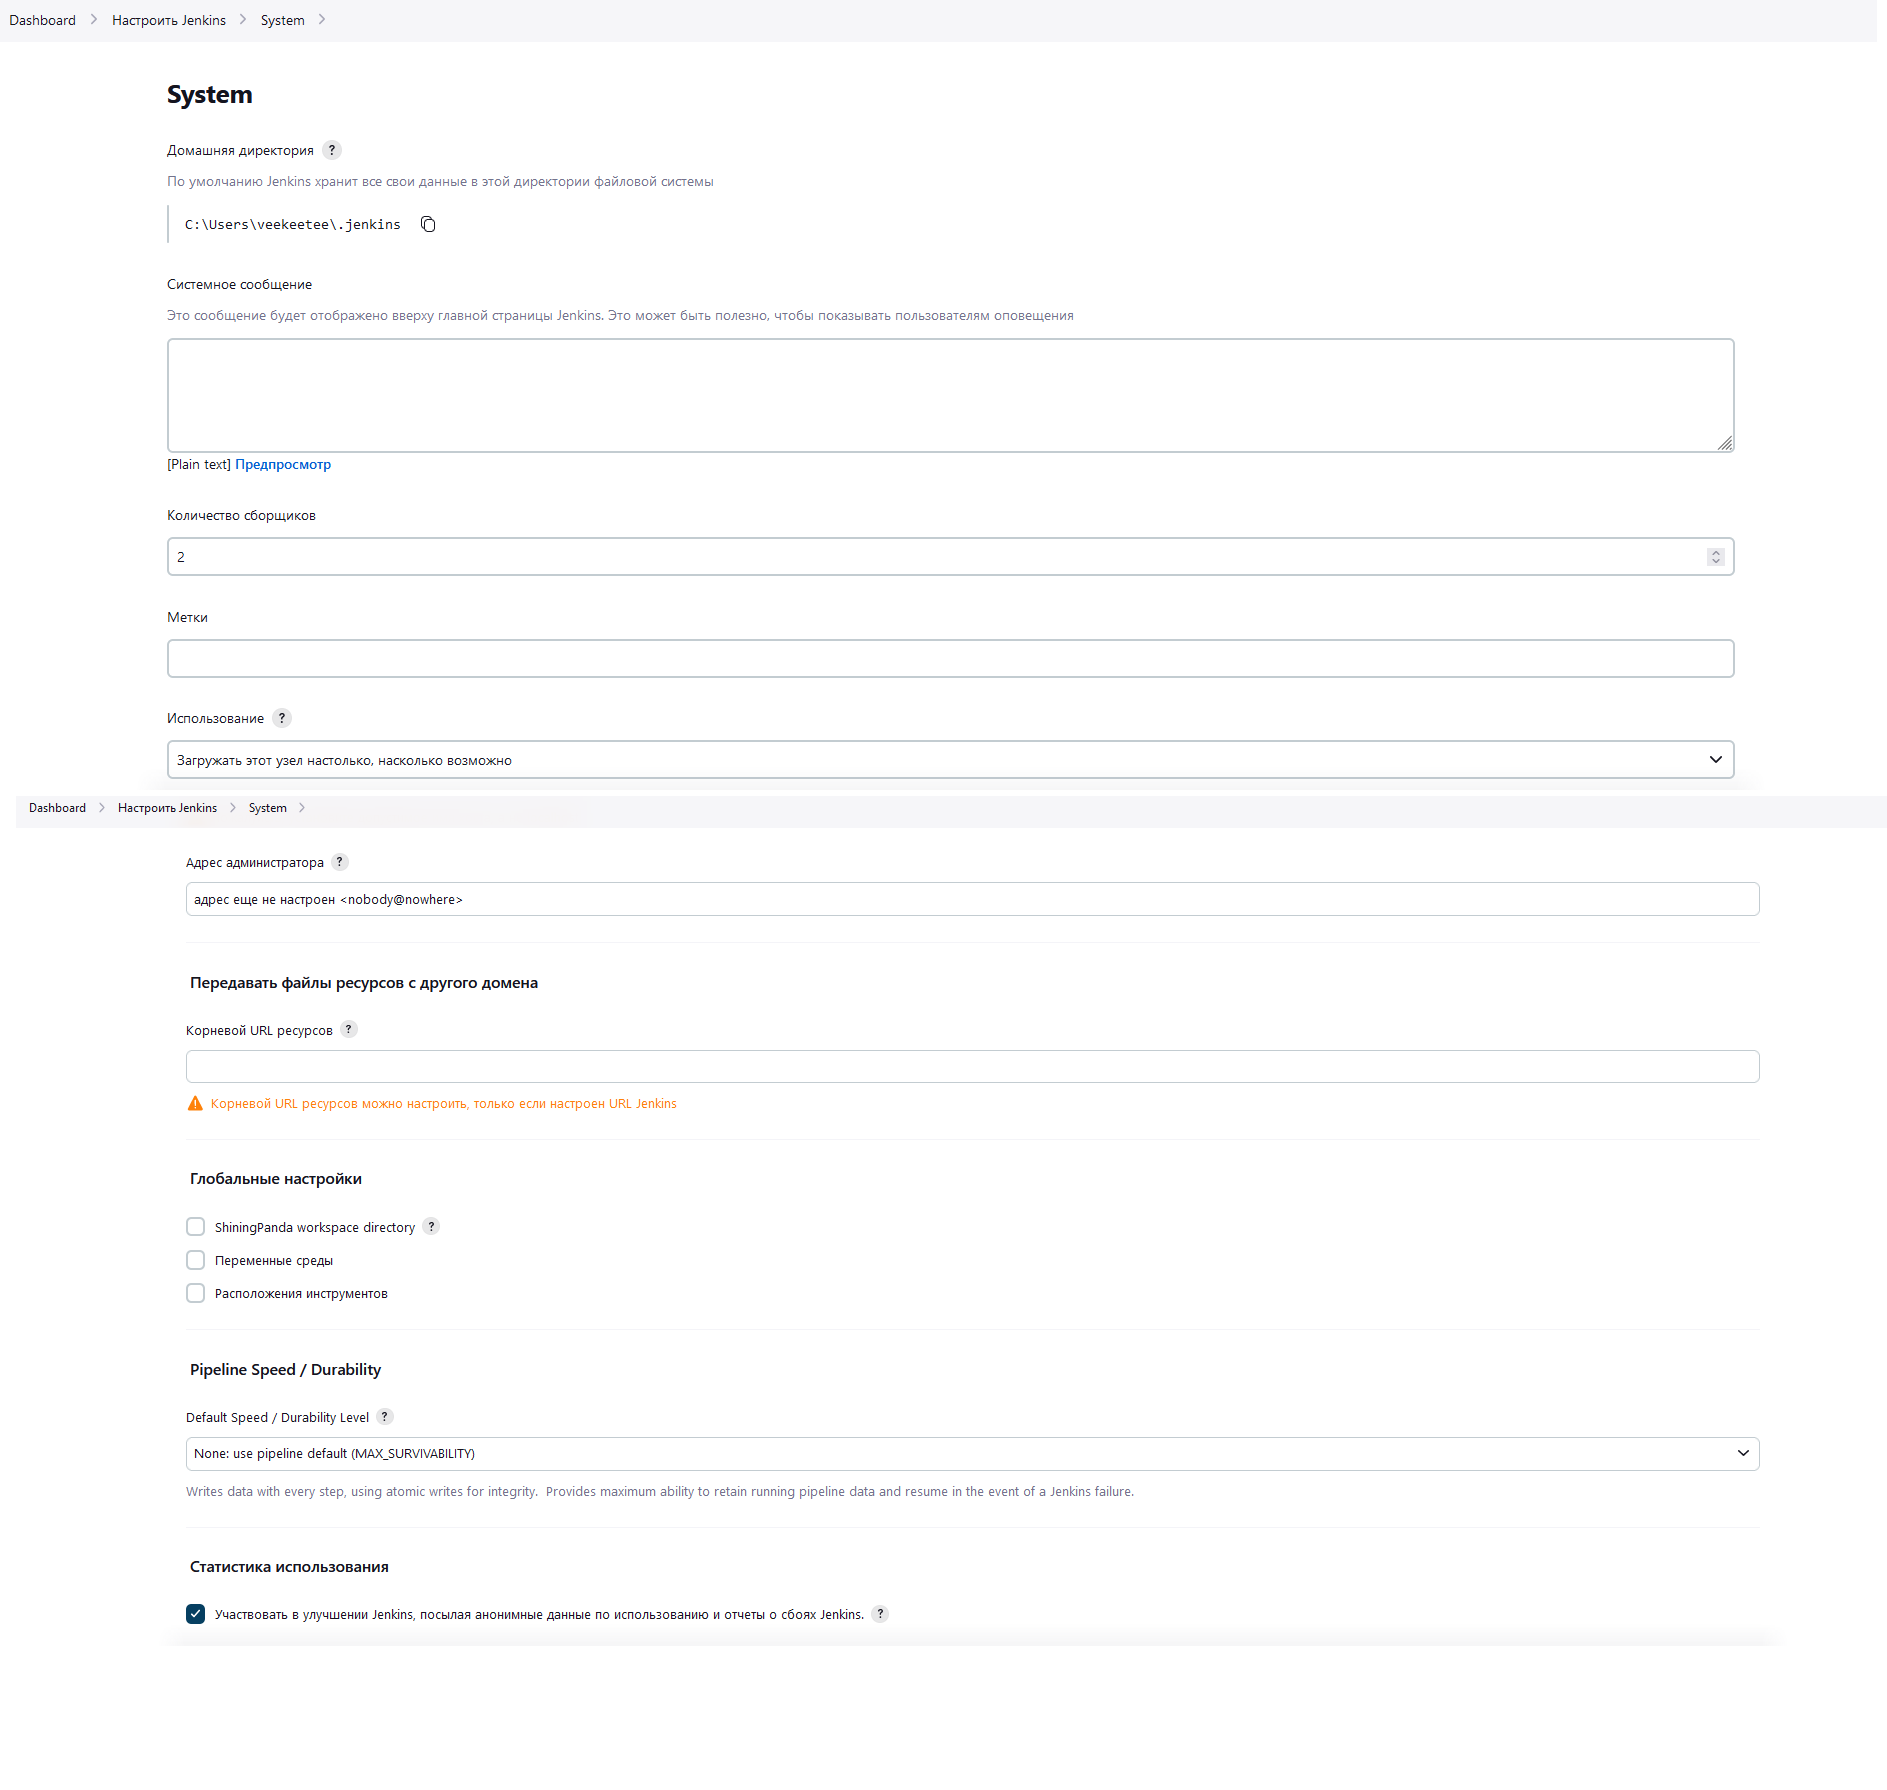 Dashboard > Настроить Jenkins > System >
System
Домашняя директория ?
По умолчанию Jenkins хранит все свои данные в этой директории файловой системы
C:\Users\veekeetee\.jenkins
Системное сообщение
Это сообщение будет отображено вверху главной страницы Jenkins. Это может быть полезно, чтобы показывать пользователям оповещения
[Plain text] Предпросмотр
Количество сборщиков
2
Метки
Использование ?
Загружать этот узел настолько, насколько возможно
Dashboard > Настроить Jenkins > System >
Адрес администратора ?
адрес еще не настроен <nobody@nowhere>
Передавать файлы ресурсов с другого домена
Корневой URL ресурсов ?
Корневой URL ресурсов можно настроить, только если настроен URL Jenkins
Глобальные настройки
ShiningPanda workspace directory ?
Переменные среды
Расположения инструментов
Pipeline Speed / Durability
Default Speed / Durability Level ?
None: use pipeline default (MAX_SURVIVABILITY)
Writes data with every step, using atomic writes for integrity. Provides maximum ability to retain running pipeline data and resume in the event of a Jenkins failure.
Статистика использования
Участвовать в улучшении Jenkins, посылая анонимные данные по использованию и отчеты о сбоях Jenkins. ?